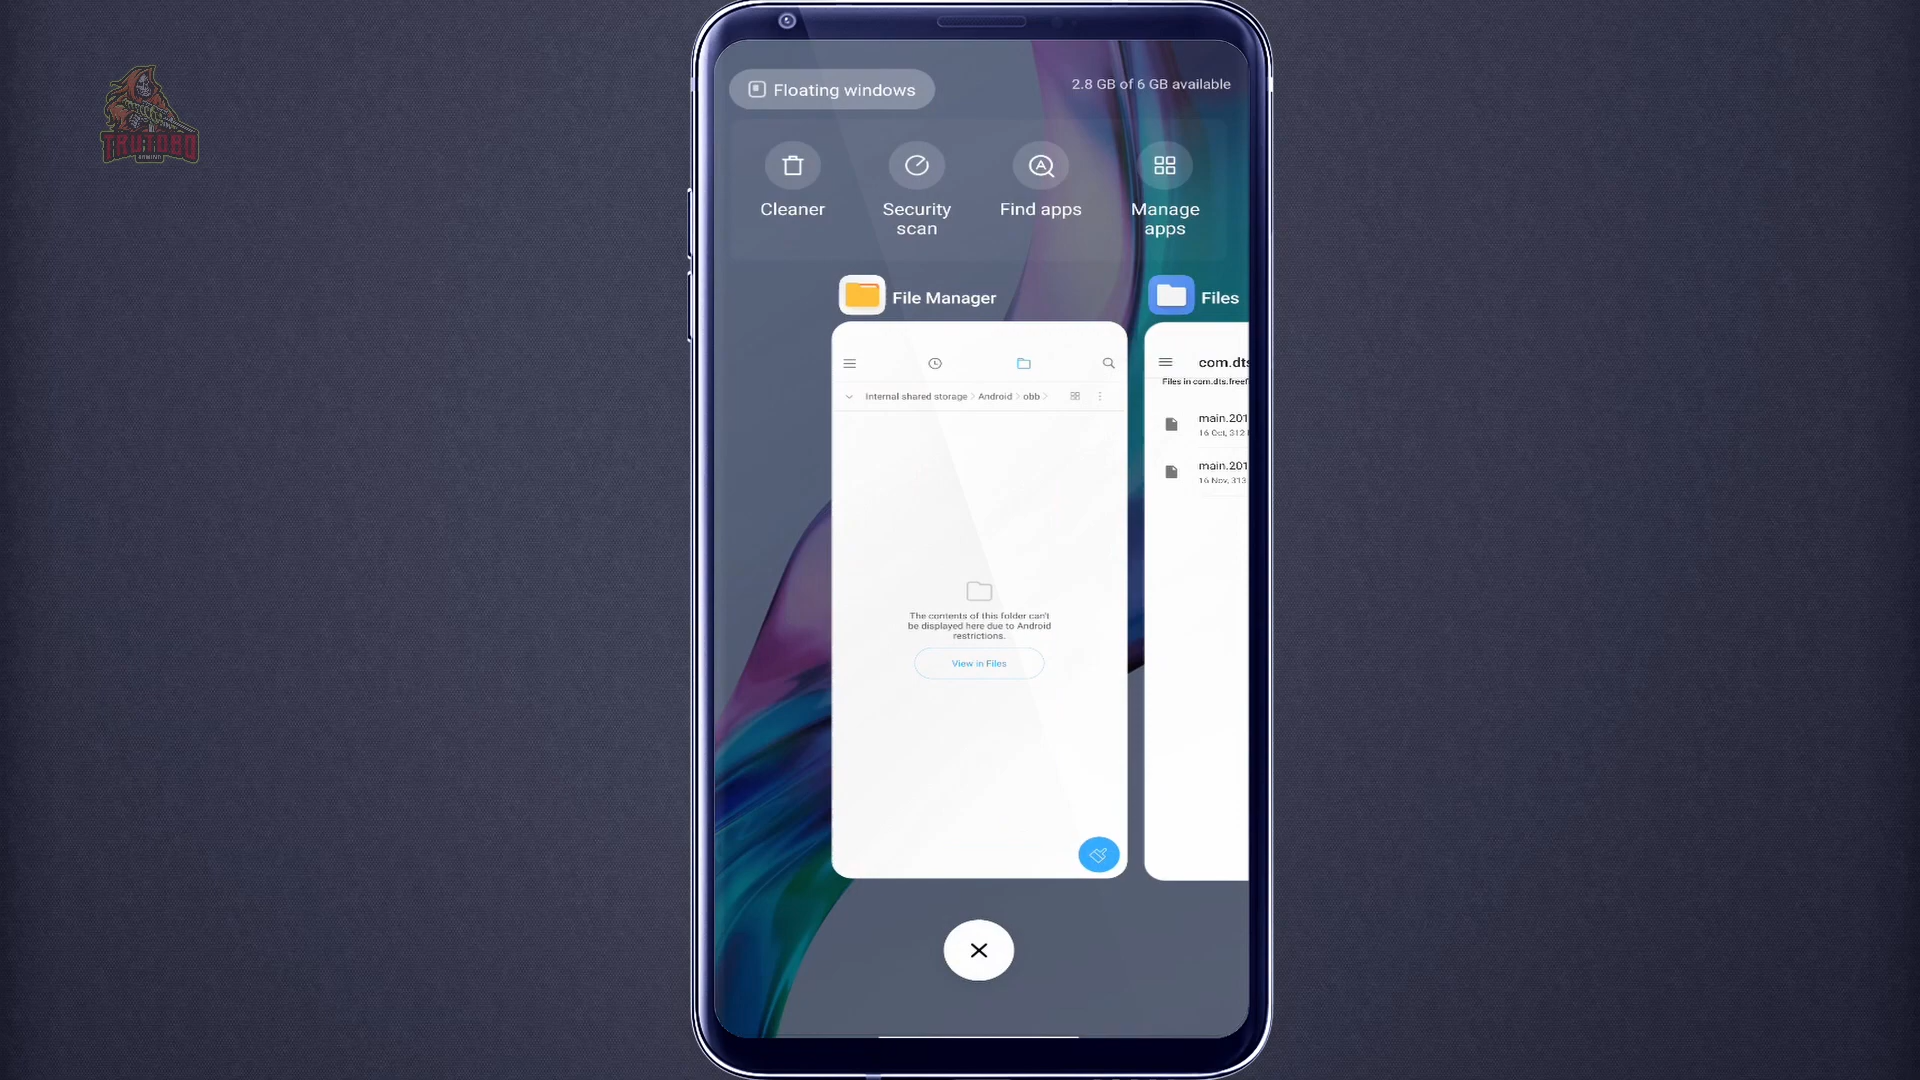 TRUTOBO
GAMING
Floating windows
2.8 GB of 6 GB available
Cleaner
Security
scan
Find apps
Manage
apps
File Manager
Files
Internal shared storage > Android > obb >
The contents of this folder can't
be displayed here due to Android
restrictions.
View in Files
com.dts
Files in com.dts.freef
main.201
16 Oct, 312
main.201
16 Nov, 313